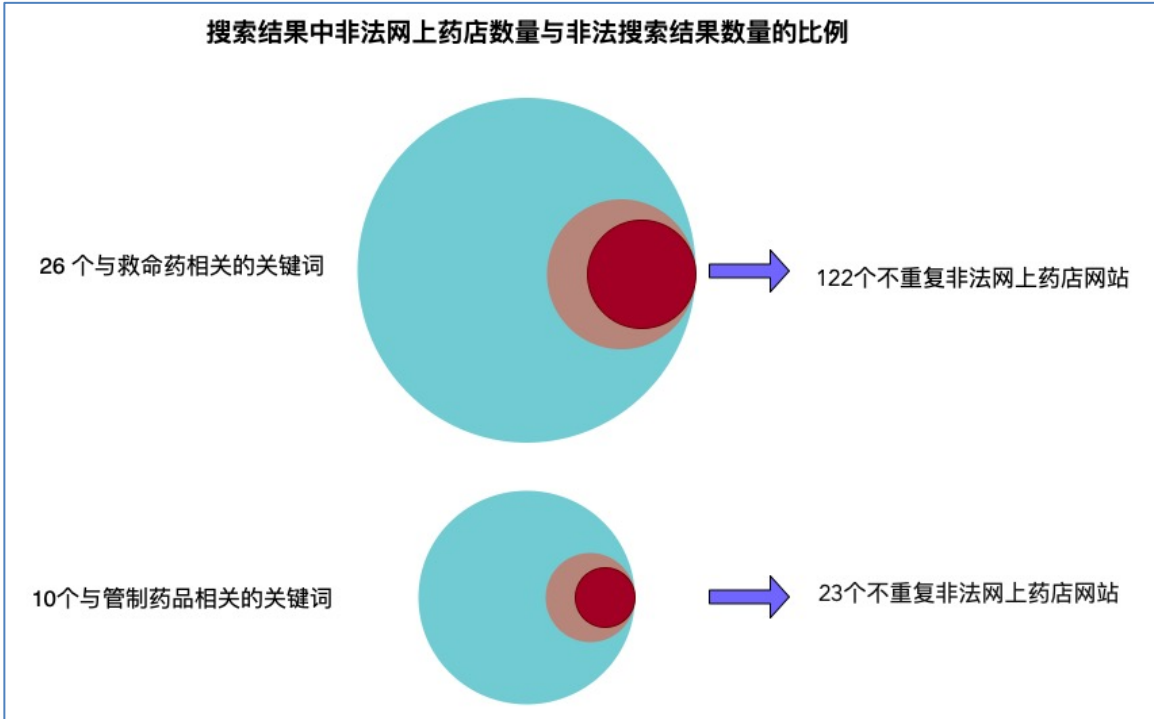 搜索结果中非法网上药店数量与非法搜索结果数量的比例
26 个与救命药相关的关键词
122个不重复非法网上药店网站
10个与管制药品相关的关键词
23个不重复非法网上药店网站